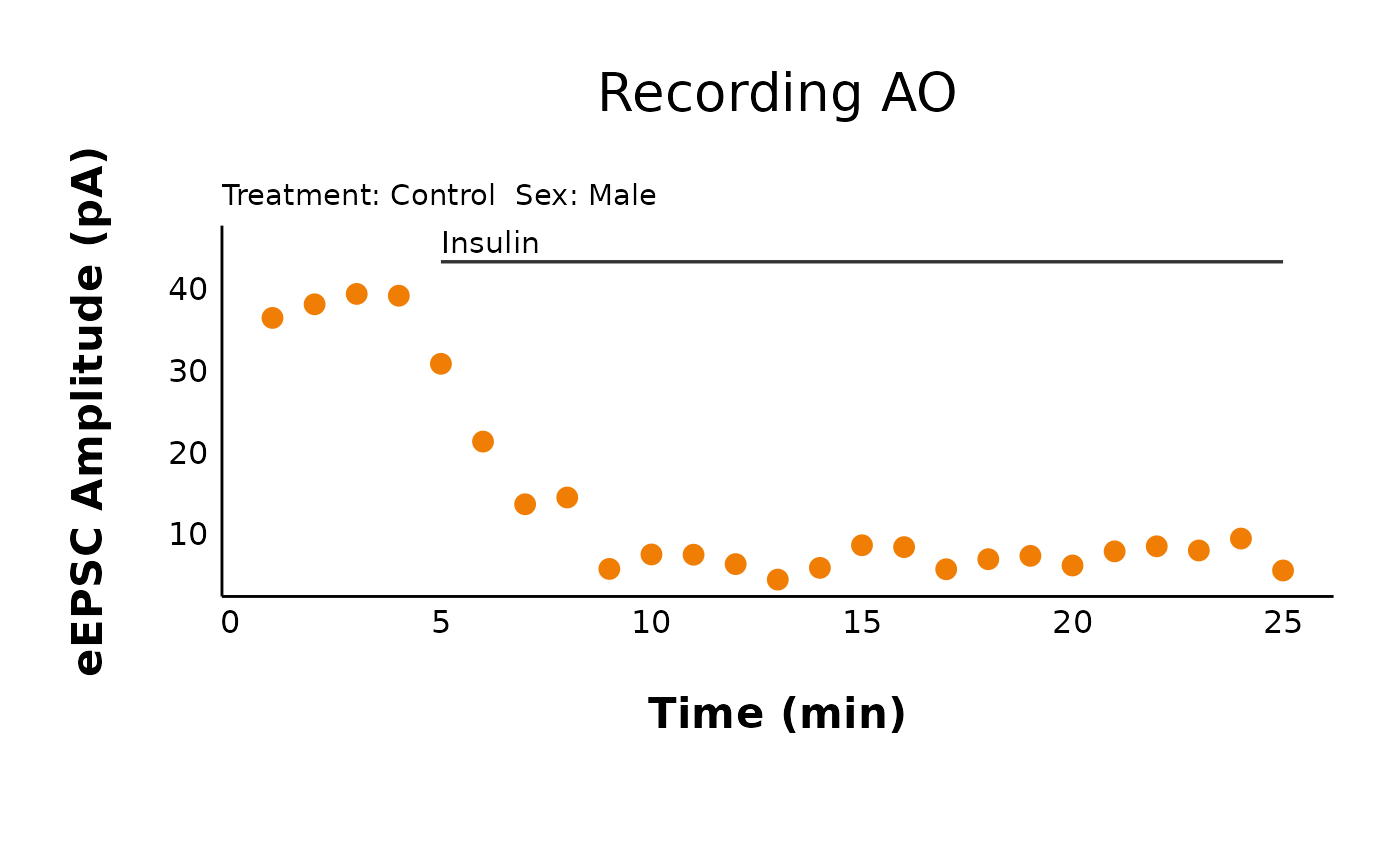 Recording AO
Treatment: Control  Sex: Male
Insulin
eEPSC Amplitude (pA)
40
30
20
10
0 5 10 15 20 25
Time (min)